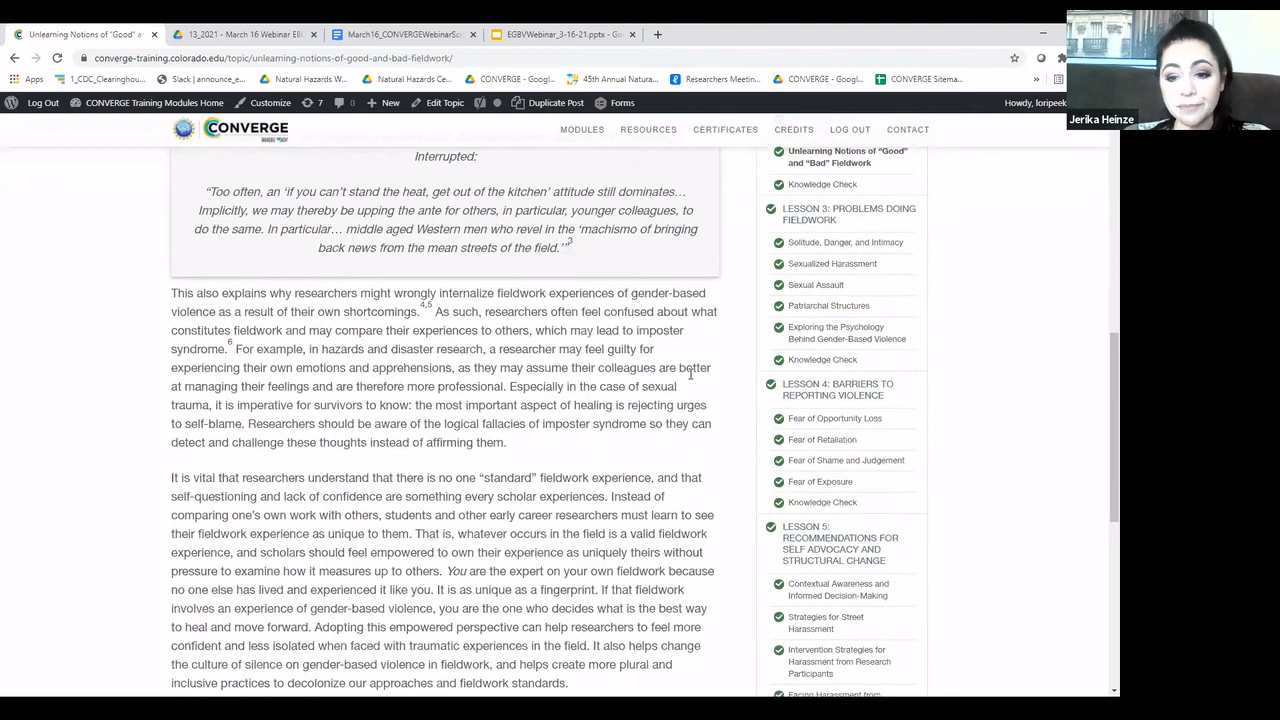 Unlearning Notions of "Good" a
13_2021 - March 16 Webinar EBG
March16_CONVERGEWebinarScr
EGBVWebinar_3-16-21.pptx - Goo
converge-training.colorado.edu/topic/unlearning-notions-of-good-and-bad-fieldwork/
Apps
1_CDC_Clearinghou...
Slack | announce_e...
Natural Hazards W...
Natural Hazards Ce...
CONVERGE - Googl...
45th Annual Natura...
Researchers Meetin...
CONVERGE - Googl...
CONVERGE Sitema...
Log Out
CONVERGE Training Modules Home
Customize
7
0
New
Edit Topic
Duplicate Post
Forms
Howdy, loripeek
Jerika Heinze
CONVERGE
MODULES
RESOURCES
CERTIFICATES
CREDITS
LOG OUT
CONTACT
Interrupted:
“Too often, an ‘if you can’t stand the heat, get out of the kitchen’ attitude still dominates…
Implicitly, we may thereby be upping the ante for others, in particular, younger colleagues, to
do the same. In particular… middle aged Western men who revel in the ‘machismo of bringing
back news from the mean streets of the field.’”3
This also explains why researchers might wrongly internalize fieldwork experiences of gender-based
violence as a result of their own shortcomings.4,5 As such, researchers often feel confused about what
constitutes fieldwork and may compare their experiences to others, which may lead to imposter
syndrome.6 For example, in hazards and disaster research, a researcher may feel guilty for
experiencing their own emotions and apprehensions, as they may assume their colleagues are better
at managing their feelings and are therefore more professional. Especially in the case of sexual
trauma, it is imperative for survivors to know: the most important aspect of healing is rejecting urges
to self-blame. Researchers should be aware of the logical fallacies of imposter syndrome so they can
detect and challenge these thoughts instead of affirming them.
It is vital that researchers understand that there is no one “standard” fieldwork experience, and that
self-questioning and lack of confidence are something every scholar experiences. Instead of
comparing one’s own work with others, students and other early career researchers must learn to see
their fieldwork experience as unique to them. That is, whatever occurs in the field is a valid fieldwork
experience, and scholars should feel empowered to own their experience as uniquely theirs without
pressure to examine how it measures up to others. You are the expert on your own fieldwork because
no one else has lived and experienced it like you. It is as unique as a fingerprint. If that fieldwork
involves an experience of gender-based violence, you are the one who decides what is the best way
to heal and move forward. Adopting this empowered perspective can help researchers to feel more
confident and less isolated when faced with traumatic experiences in the field. It also helps change
the culture of silence on gender-based violence in fieldwork, and helps create more plural and
inclusive practices to decolonize our approaches and fieldwork standards.
Unlearning Notions of “Good”
and “Bad” Fieldwork
Knowledge Check
LESSON 3: PROBLEMS DOING
FIELDWORK
Solitude, Danger, and Intimacy
Sexualized Harassment
Sexual Assault
Patriarchal Structures
Exploring the Psychology
Behind Gender-Based Violence
Knowledge Check
LESSON 4: BARRIERS TO
REPORTING VIOLENCE
Fear of Opportunity Loss
Fear of Retaliation
Fear of Shame and Judgement
Fear of Exposure
Knowledge Check
LESSON 5:
RECOMMENDATIONS FOR
SELF ADVOCACY AND
STRUCTURAL CHANGE
Contextual Awareness and
Informed Decision-Making
Strategies for Street
Harassment
Intervention Strategies for
Harassment from Research
Participants
Facing Harassment from